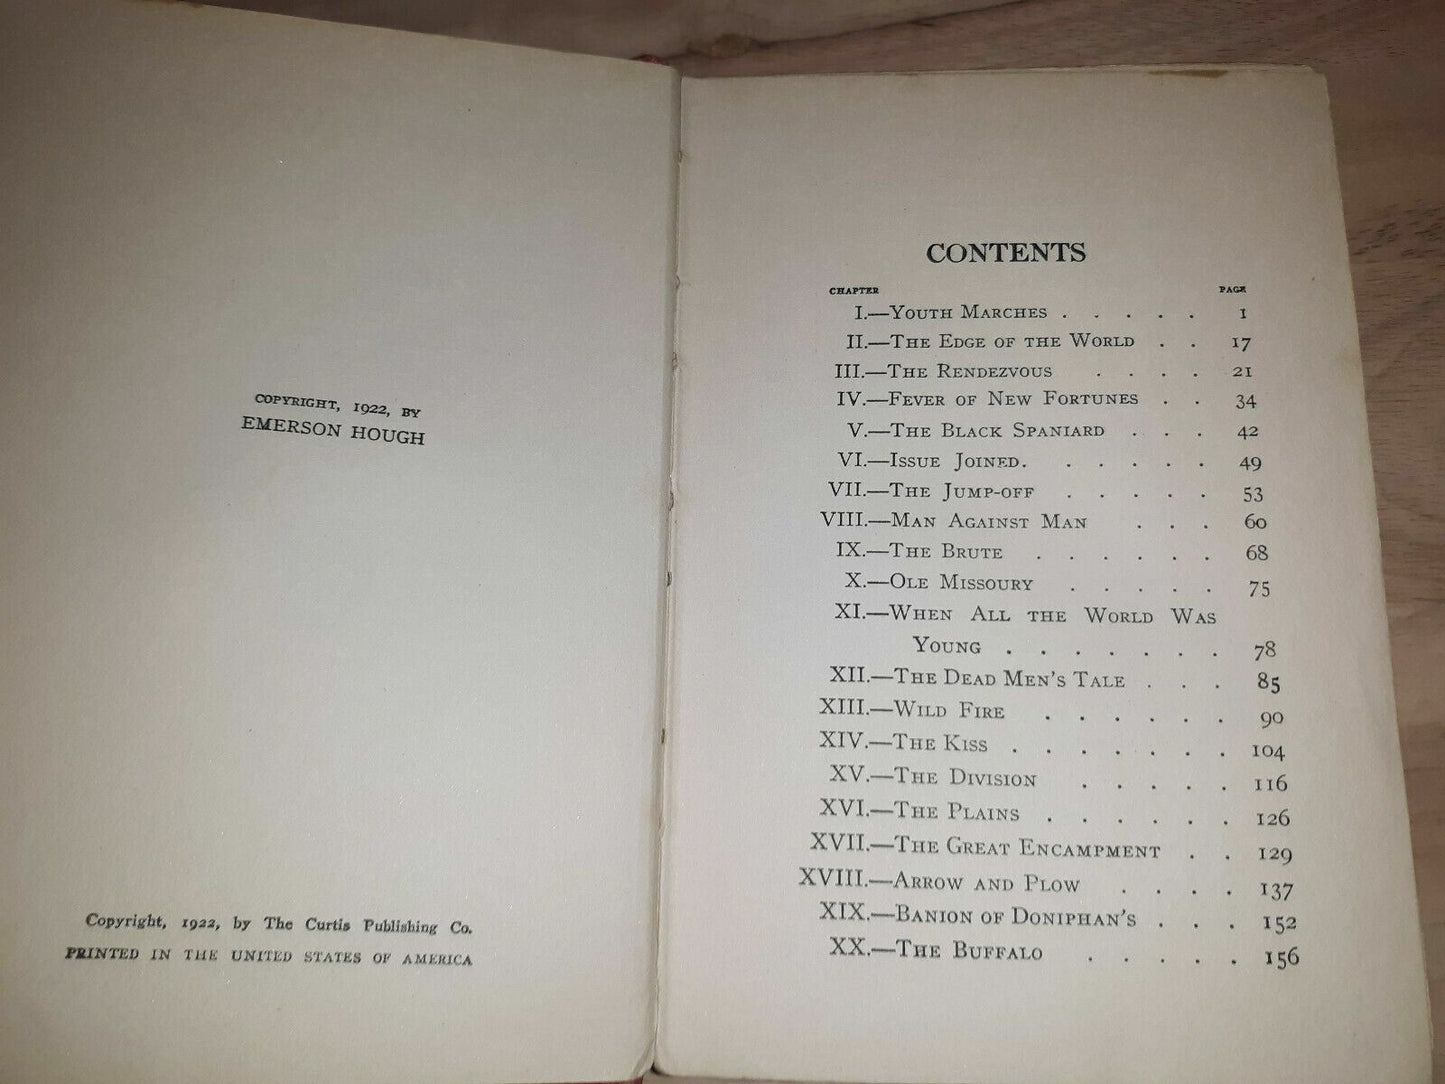 COPYRIGHT, 1922, BY
EMERSON HOUGH
Copyright, 1922, by The Curtis Publishing Co.
PRINTED IN THE UNITED STATES OF AMERICA
CONTENTS
CHAPTER PAGE
I.—YOUTH MARCHES . . . . . 1
II.—THE EDGE OF THE WORLD . . 17
III.—THE RENDEZVOUS . . . . 21
IV.—FEVER OF NEW FORTUNES . . 34
V.—THE BLACK SPANIARD . . . 42
VI.—ISSUE JOINED. . . . . . 49
VII.—THE JUMP-OFF . . . . . 53
VIII.—MAN AGAINST MAN . . . 60
IX.—THE BRUTE . . . . . . 68
X.—OLE MISSOURY . . . . . 75
XI.—WHEN ALL THE WORLD WAS
YOUNG . . . . . . . 78
XII.—THE DEAD MEN'S TALE . . . 85
XIII.—WILD FIRE . . . . . . 90
XIV.—THE KISS . . . . . . . 104
XV.—THE DIVISION . . . . . 116
XVI.—THE PLAINS . . . . . . 126
XVII.—THE GREAT ENCAMPMENT . . 129
XVIII.—ARROW AND PLOW . . . . 137
XIX.—BANION OF DONIPHAN'S . . . 152
XX.—THE BUFFALO . . . . . 156